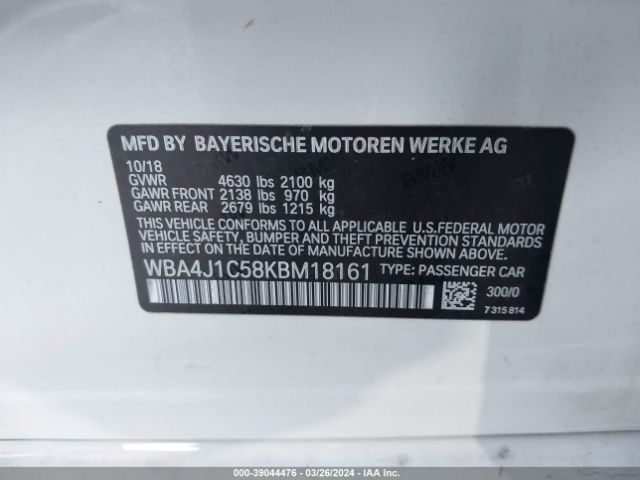 MFD BY BAYERISCHE MOTOREN WERKE AG
10/18
GVWR 4630 lbs 2100 kg
GAWR FRONT 2138 lbs 970 kg
GAWR REAR 2679 lbs 1215 kg
THIS VEHICLE CONFORMS TO ALL APPLICABLE U.S.FEDERAL MOTOR
VEHICLE SAFETY, BUMPER, AND THEFT PREVENTION
STANDARDS IN EFFECT ON THE DATE OF MANUFACTURE SHOWN ABOVE.
WBA4J1C58KBM18161 TYPE: PASSENGER CAR
300/0
7315814
000-39044476 | 03/26/2024 | IAA Inc.